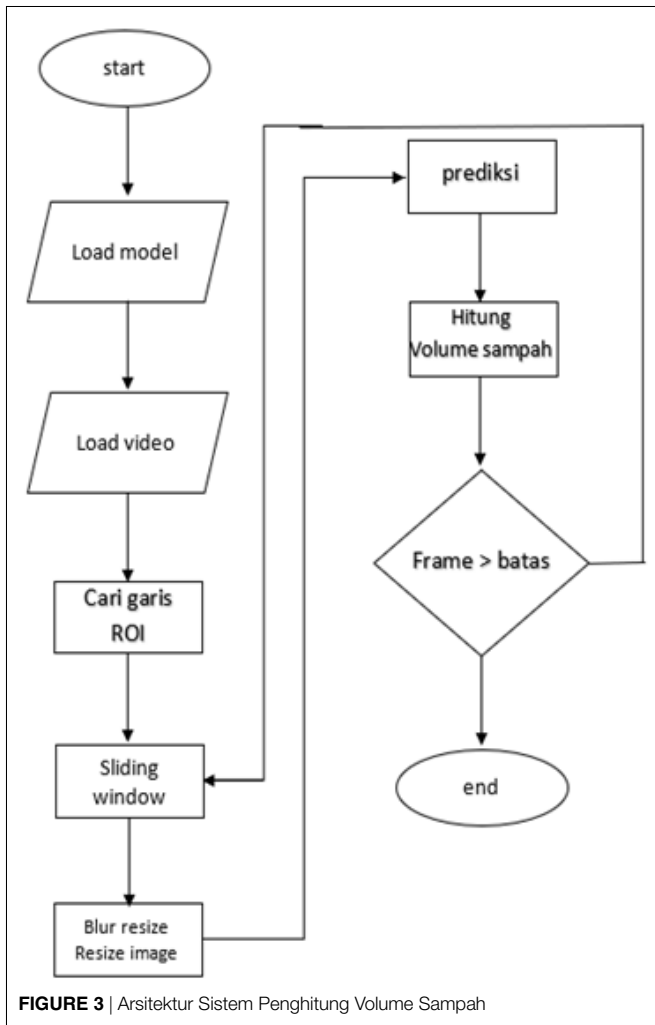 start
Load model
Load video
Cari garis
ROI
Sliding
window
Blur resize
Resize image
prediksi
Hitung
Volume sampah
Frame > batas
end
FIGURE 3 | Arsitektur Sistem Penghitung Volume Sampah